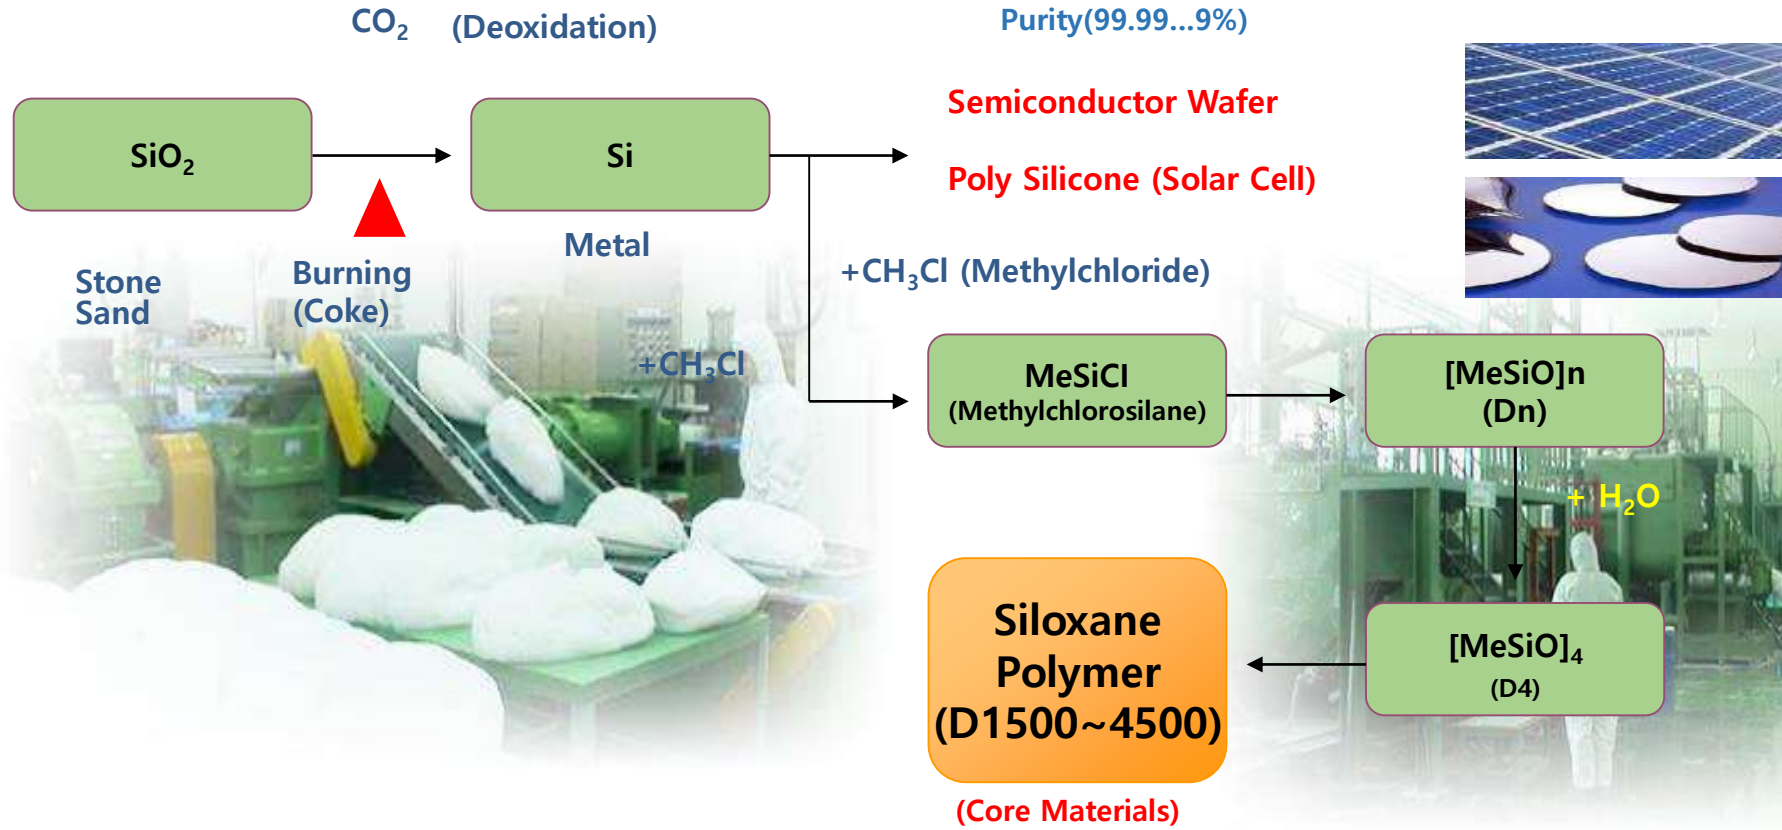 CO₂ (Deoxidation)
Purity(99.99...9%)
SiO₂
Si
Semiconductor Wafer
Poly Silicone (Solar Cell)
Metal
Stone
Sand
Burning
(Coke)
+CH₃Cl (Methylchloride)
+CH₃Cl
MeSiCl
(Methylchlorosilane)
[MeSiO]n
(Dn)
+ H₂O
[MeSiO]₄
(D4)
Siloxane
Polymer
(D1500~4500)
(Core Materials)